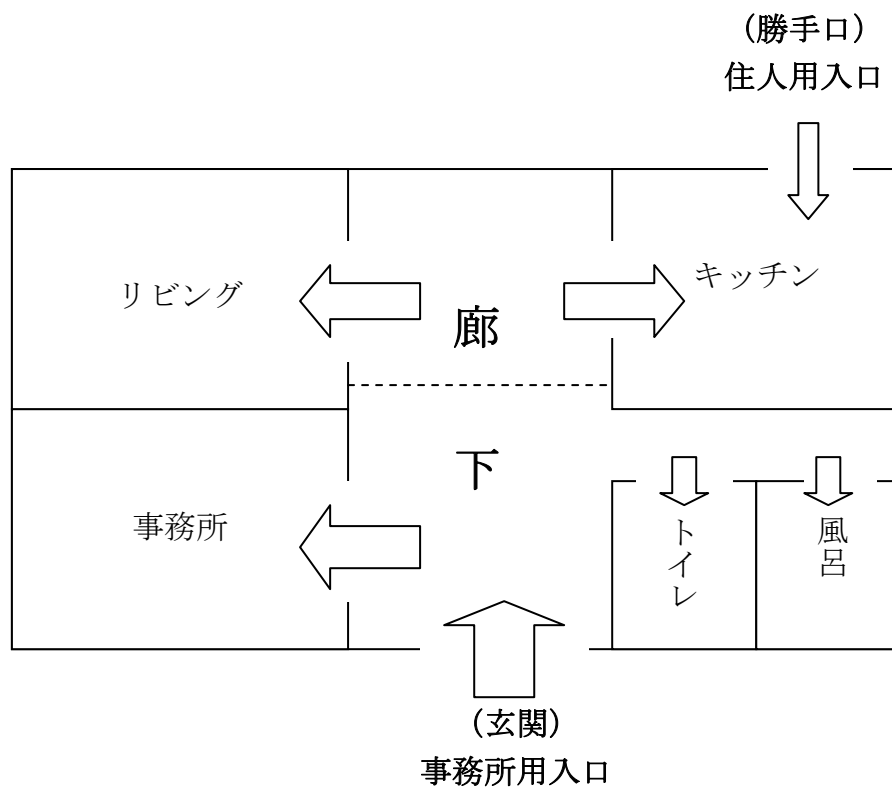 （勝手口）
住人用入口
リビング
キッチン
廊
下
事務所
トイレ
風呂
（玄関）
事務所用入口